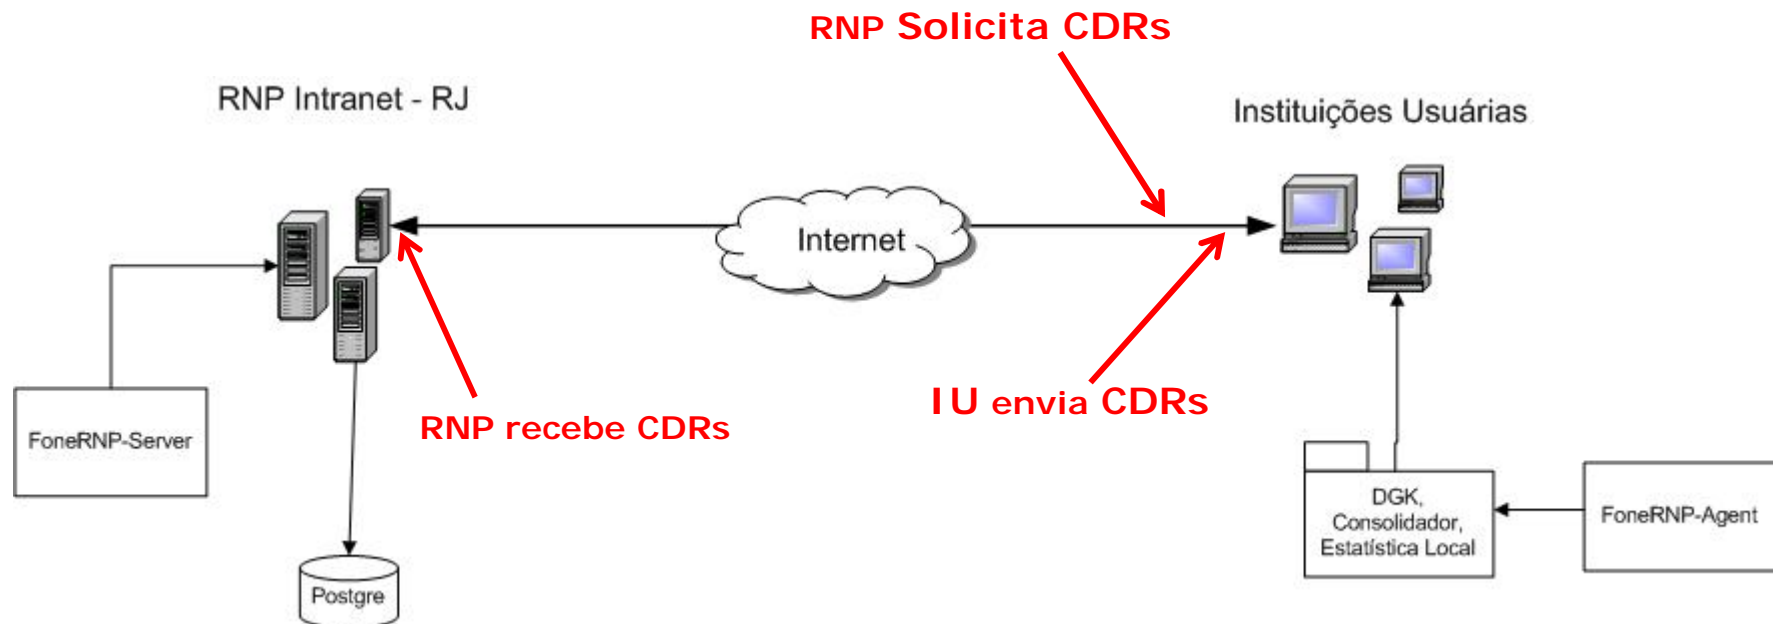 RNP Solicita CDRs
RNP Intranet - RJ
Instituições Usuárias
Internet
IU envia CDRs
RNP recebe CDRs
FoneRNP-Server
DGK,
Consolidador,
Estatística Local
FoneRNP-Agent
Postgre